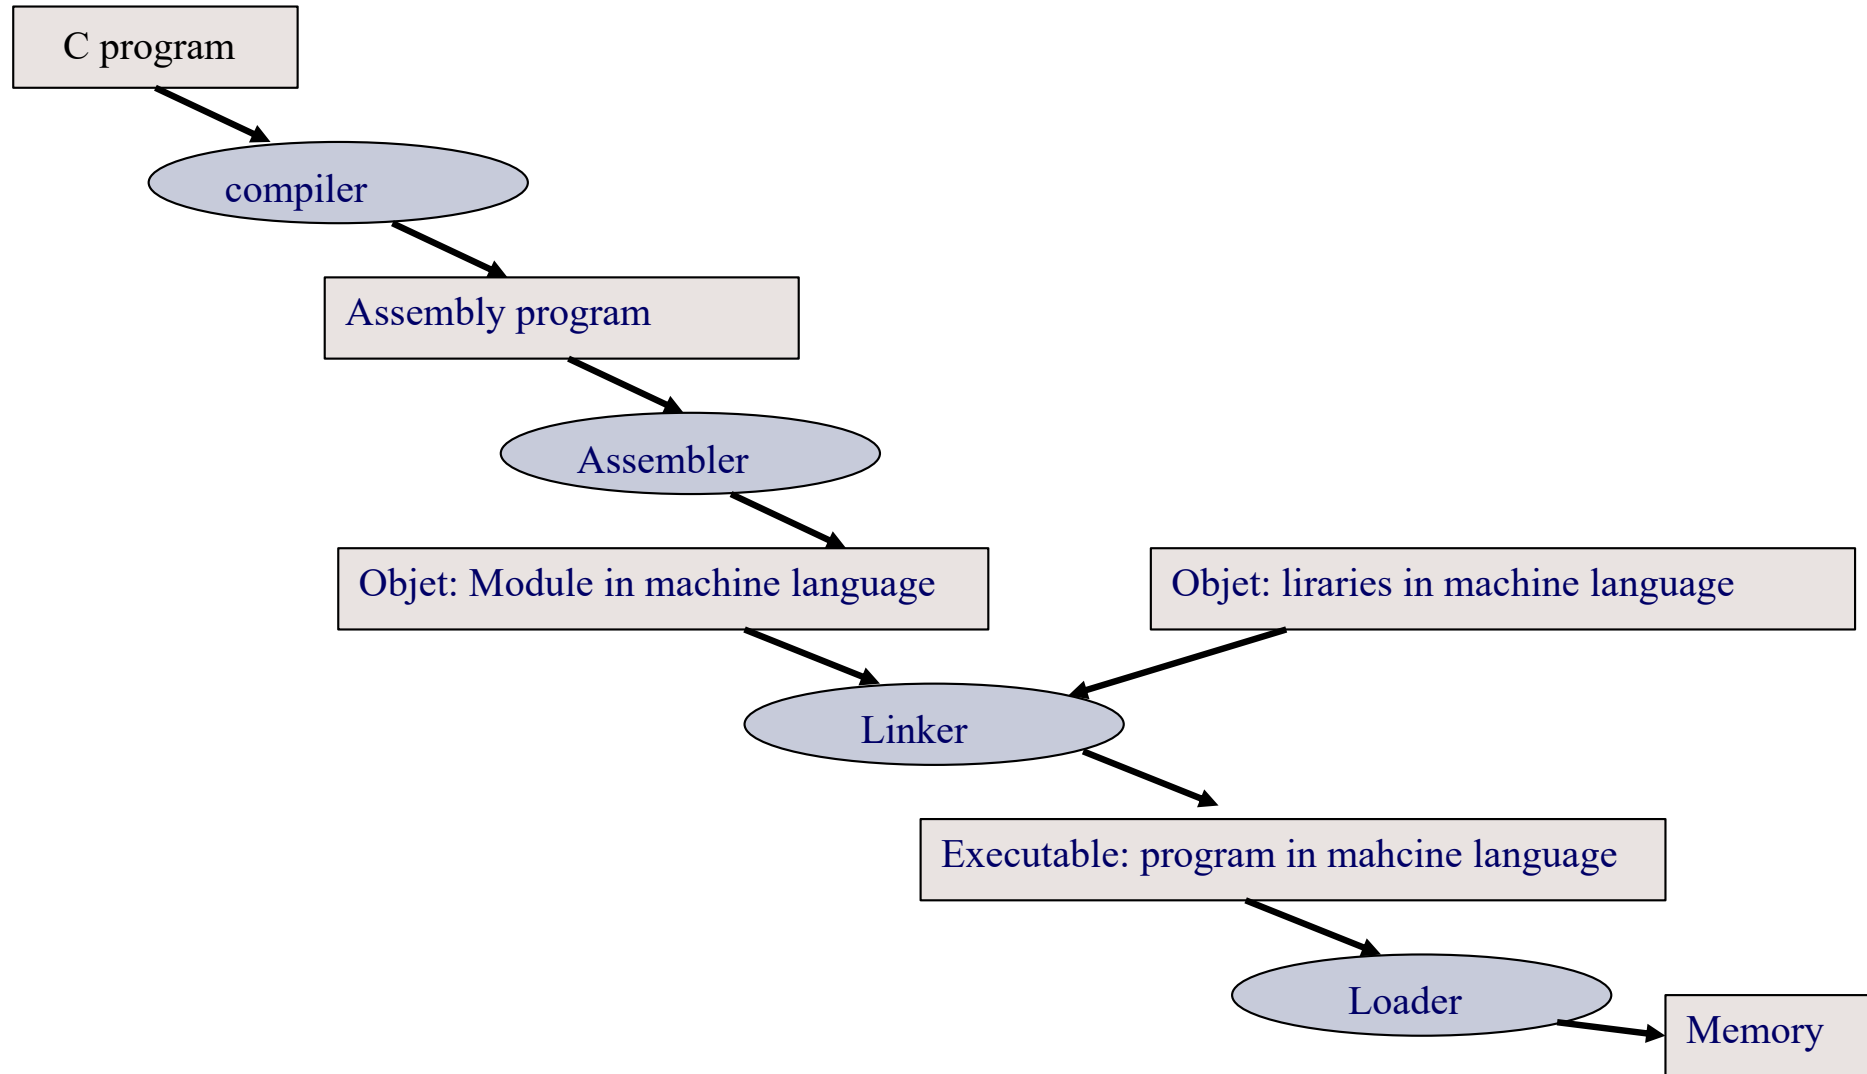 C program
compiler
Assembly program
Assembler
Objet: Module in machine language
Objet: liraries in machine language
Linker
Executable: program in mahcine language
Loader
Memory